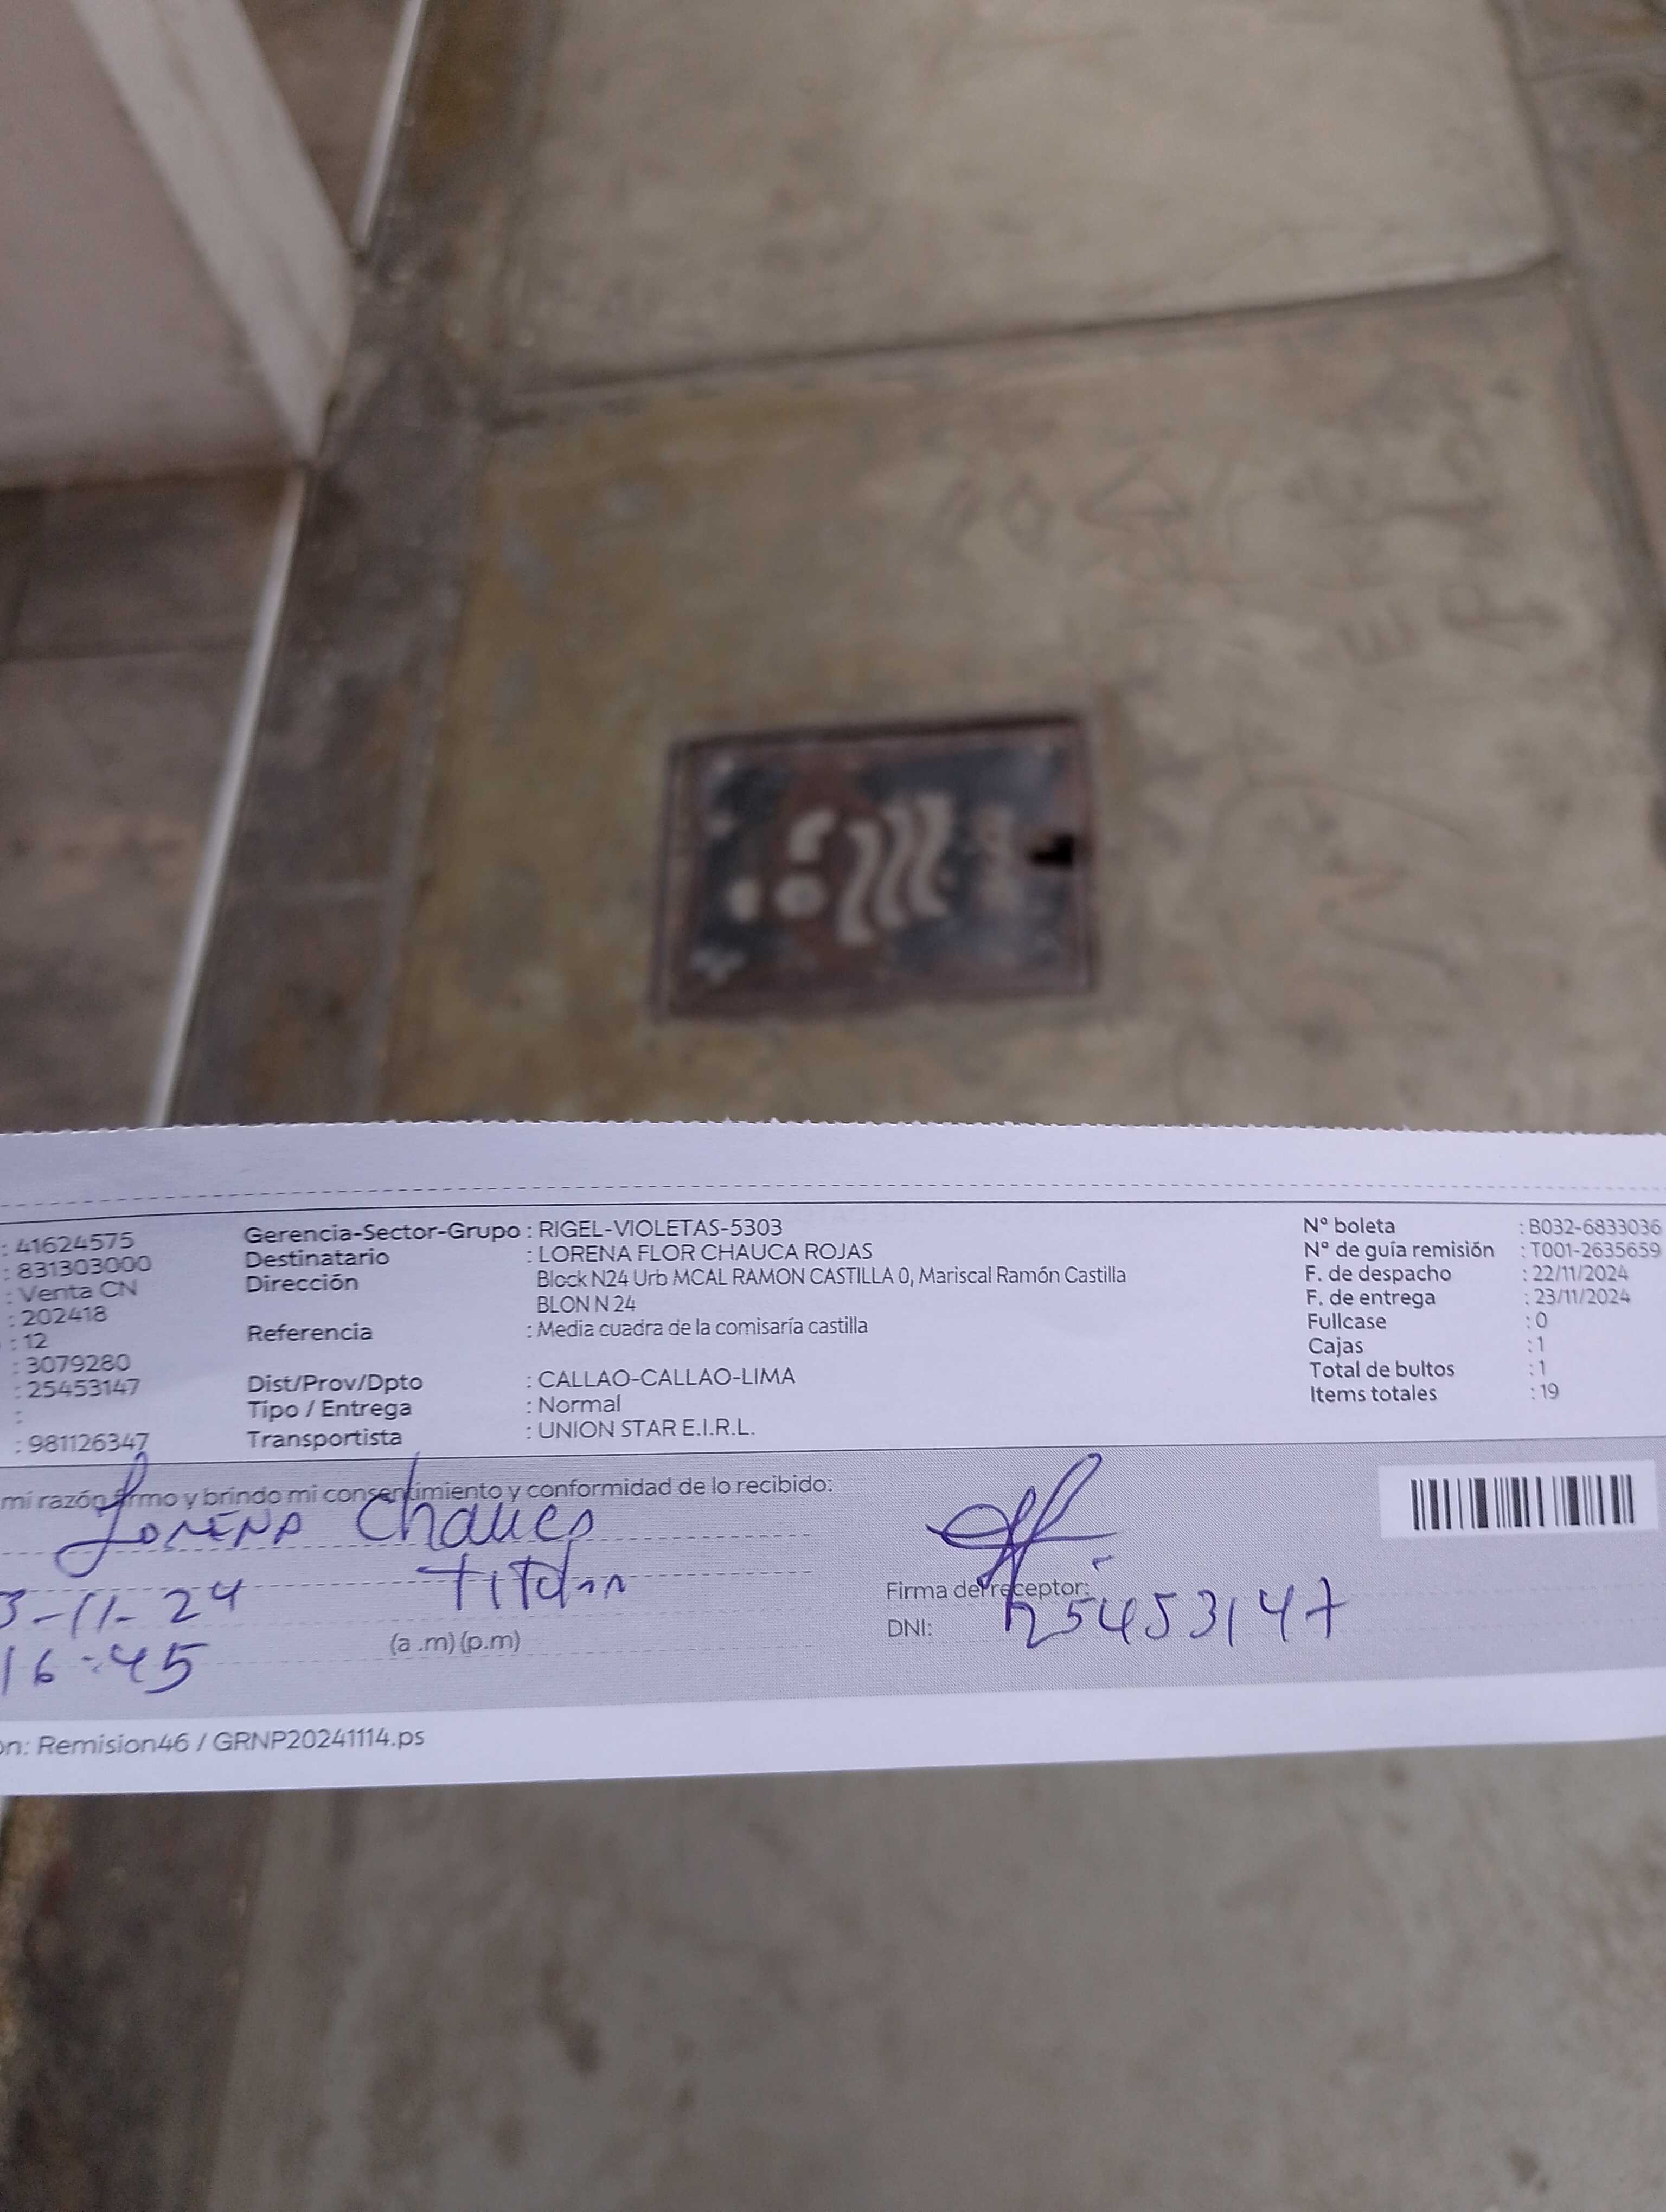 : 41624575
: 831303000
: Venta CN
: 202418
: 12
: 3079280
: 25453147
:
: 981126347
Gerencia-Sector-Grupo : RIGEL-VIOLETAS-5303
Destinatario : LORENA FLOR CHAUCA ROJAS
Dirección Block N24 Urb MCAL RAMON CASTILLA 0, Mariscal Ramón Castilla
BLON N 24
Referencia : Media cuadra de la comisaría castilla
Dist/Prov/Dpto : CALLAO-CALLAO-LIMA
Tipo / Entrega : Normal
Transportista : UNION STAR E.I.R.L.
N° boleta : B032-6833036
N° de guía remisión : T001-2635659
F. de despacho : 22/11/2024
F. de entrega : 23/11/2024
Fullcase : 0
Cajas : 1
Total de bultos : 1
Items totales : 19
mi razón firmo y brindo mi consentimiento y conformidad de lo recibido:
Lorena Chauca
Titular
3-11-24
16:45
(a .m) (p.m)
Firma del receptor:
DNI: 25453147
on: Remision46 / GRNP20241114.ps